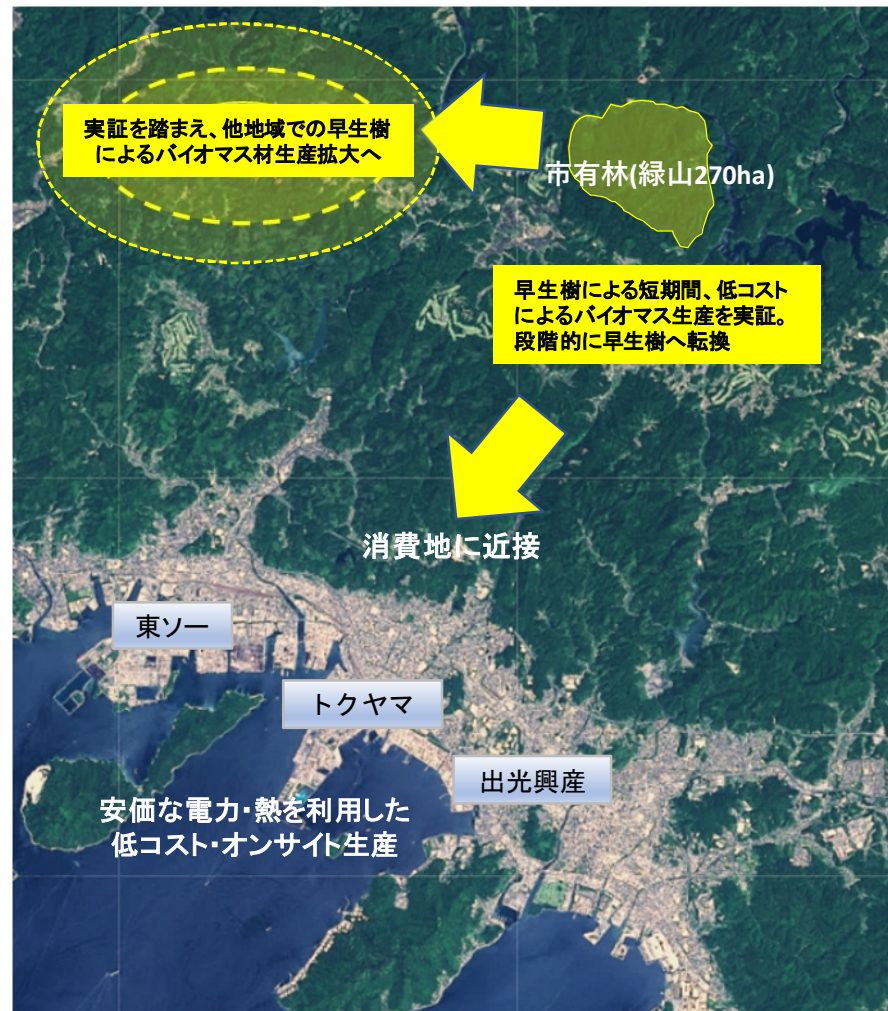 実証を踏まえ、他地域での早生樹
によるバイオマス材生産拡大へ
市有林(緑山270ha)
早生樹による短期間、低コスト
によるバイオマス生産を実証。
段階的に早生樹へ転換
消費地に近接
東ソー
トクヤマ
出光興産
安価な電力・熱を利用した
低コスト・オンサイト生産